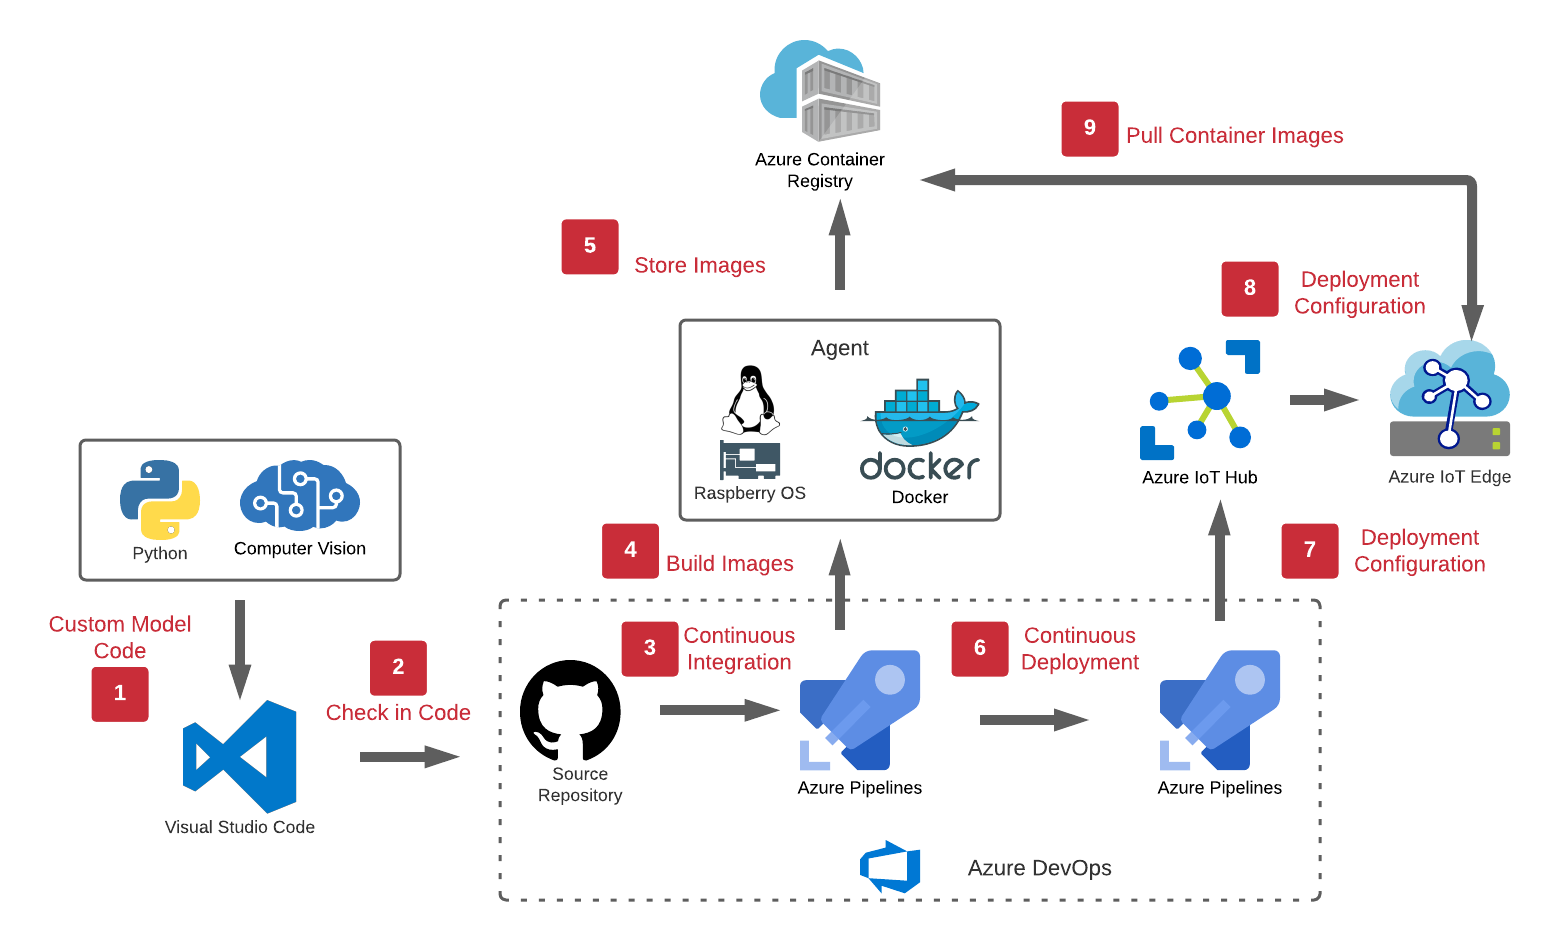 Azure Container
Registry
9
Pull Container Images
5
Store Images
8
Deployment
Configuration
Agent
Raspberry OS
docker
Docker
Azure IoT Hub
Azure IoT Edge
Python
Computer Vision
4
Build Images
7
Deployment
Configuration
Custom Model
Code
1
2
Check in Code
3
Continuous
Integration
6
Continuous
Deployment
Source
Repository
Azure Pipelines
Azure Pipelines
Visual Studio Code
Azure DevOps